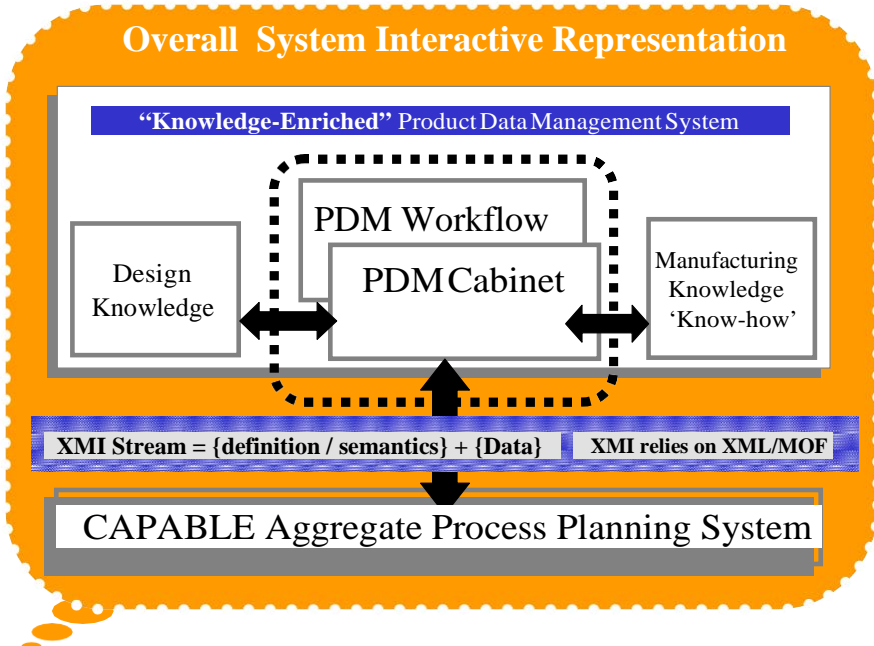 Overall System Interactive Representation
“Knowledge-Enriched” Product Data Management System
PDM Workflow
PDM Cabinet
Design
Knowledge
Manufacturing
Knowledge
‘Know-how’
XMI Stream = {definition / semantics} + {Data}
XMI relies on XML/MOF
CAPABLE Aggregate Process Planning System